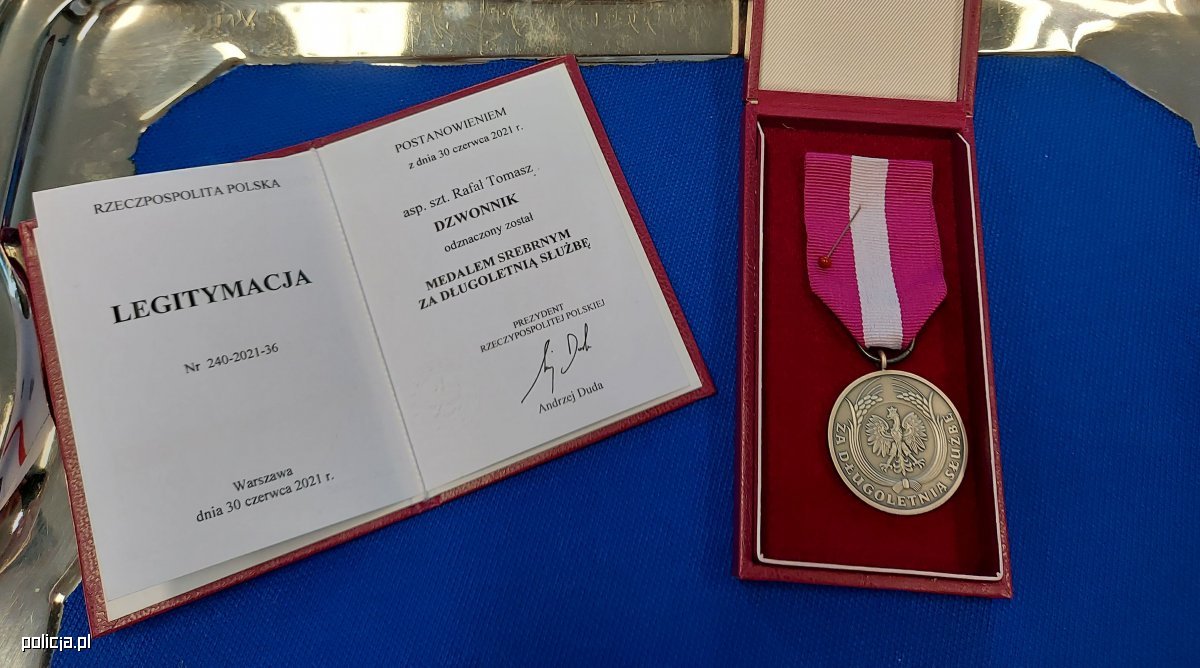 RZECZPOSPOLITA POLSKA
LEGITYMACJA
Nr 240-2021-36
Warszawa
dnia 30 czerwca 2021 r.
POSTANOWIENIEM
z dnia 30 czerwca 2021 r.
asp. szt. Rafał Tomasz
DZWONNIK
odznaczony został
MEDALEM SREBRNYM
ZA DŁUGOLETNIĄ SŁUŻBĘ
PREZYDENT
RZECZYPOSPOLITEJ POLSKIEJ
Andrzej Duda
ZA DŁUGOLETNIĄ SŁUŻBĘ
policja.pl